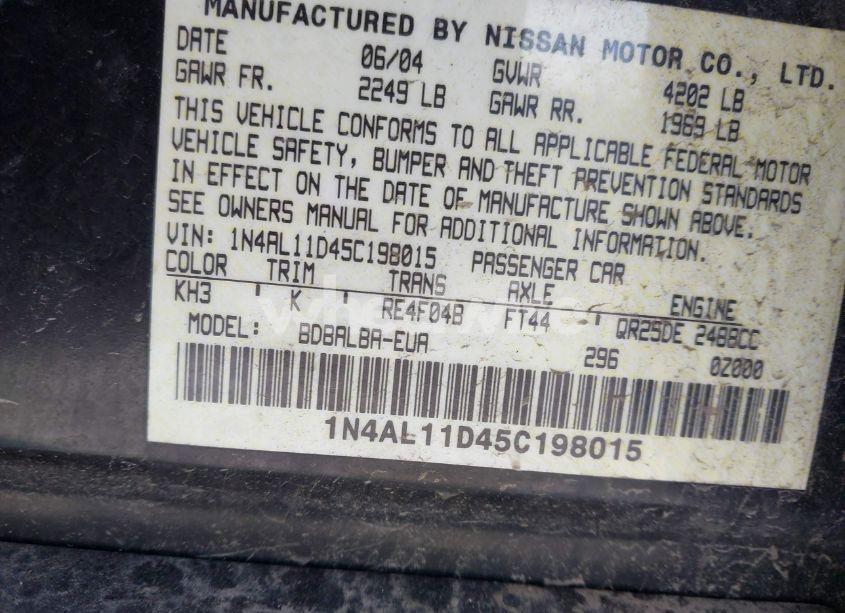 MANUFACTURED BY NISSAN MOTOR CO., LTD.
DATE 06/04 GVWR 4202 LB
GAWR FR. 2249 LB GAWR RR. 1969 LB
THIS VEHICLE CONFORMS TO ALL APPLICABLE FEDERAL MOTOR
VEHICLE SAFETY, BUMPER AND THEFT PREVENTION STANDARDS
IN EFFECT ON THE DATE OF MANUFACTURE SHOWN ABOVE.
SEE OWNERS MANUAL FOR ADDITIONAL INFORMATION.
VIN: 1N4AL11D45C198015 PASSENGER CAR
COLOR TRIM TRANS AXLE ENGINE
KH3 K RE4F04B FT44 QR25DE 2488CC
MODEL: BDBALBA-EUA 296 0Z000
1N4AL11D45C198015